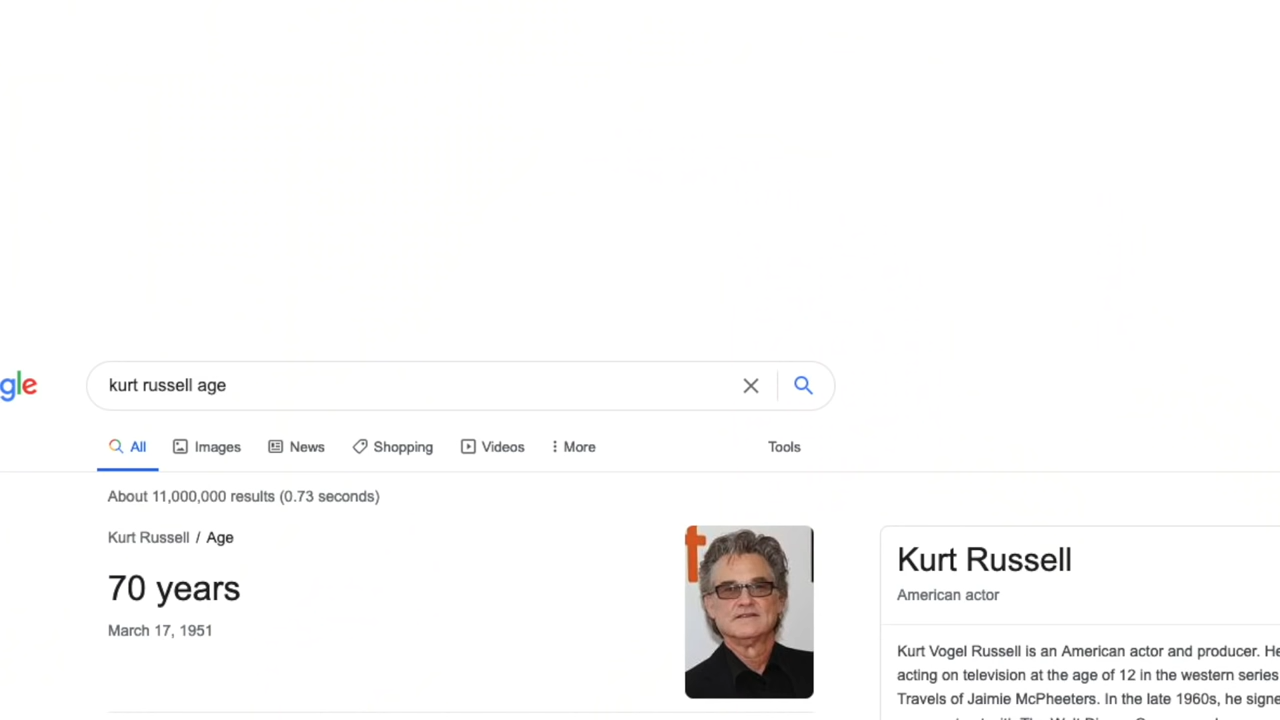 gle
kurt russell age
All Images News Shopping Videos More Tools
About 11,000,000 results (0.73 seconds)
Kurt Russell / Age
70 years
March 17, 1951
Kurt Russell
American actor
Kurt Vogel Russell is an American actor and producer. He
acting on television at the age of 12 in the western series
Travels of Jaimie McPheeters. In the late 1960s, he signe